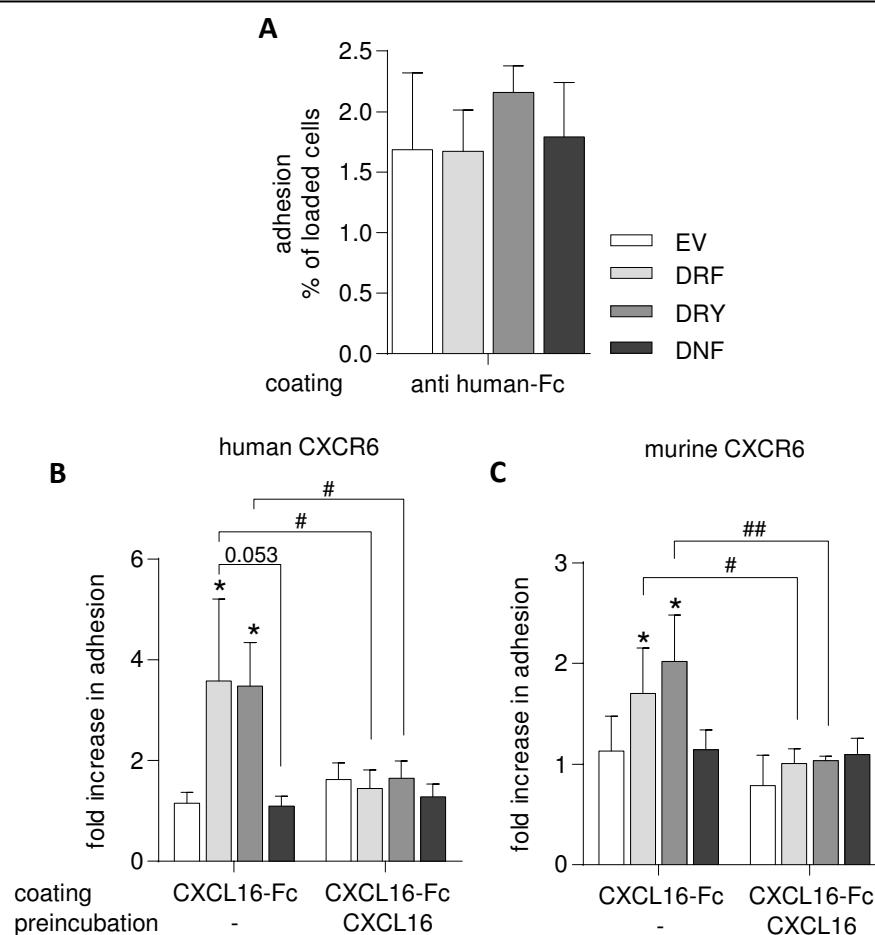 A
2.5
2.0
1.5
1.0
0.5
0.0
adhesion
% of loaded cells
EV
DRF
DRY
DNF
coating anti human-Fc
human CXCR6
murine CXCR6
B
C
#
#
0.053
*
*
6
4
2
0
fold increase in adhesion
##
#
*
*
3
2
1
0
fold increase in adhesion
coating CXCL16-Fc CXCL16-Fc CXCL16-Fc CXCL16-Fc
preincubation - CXCL16 - CXCL16